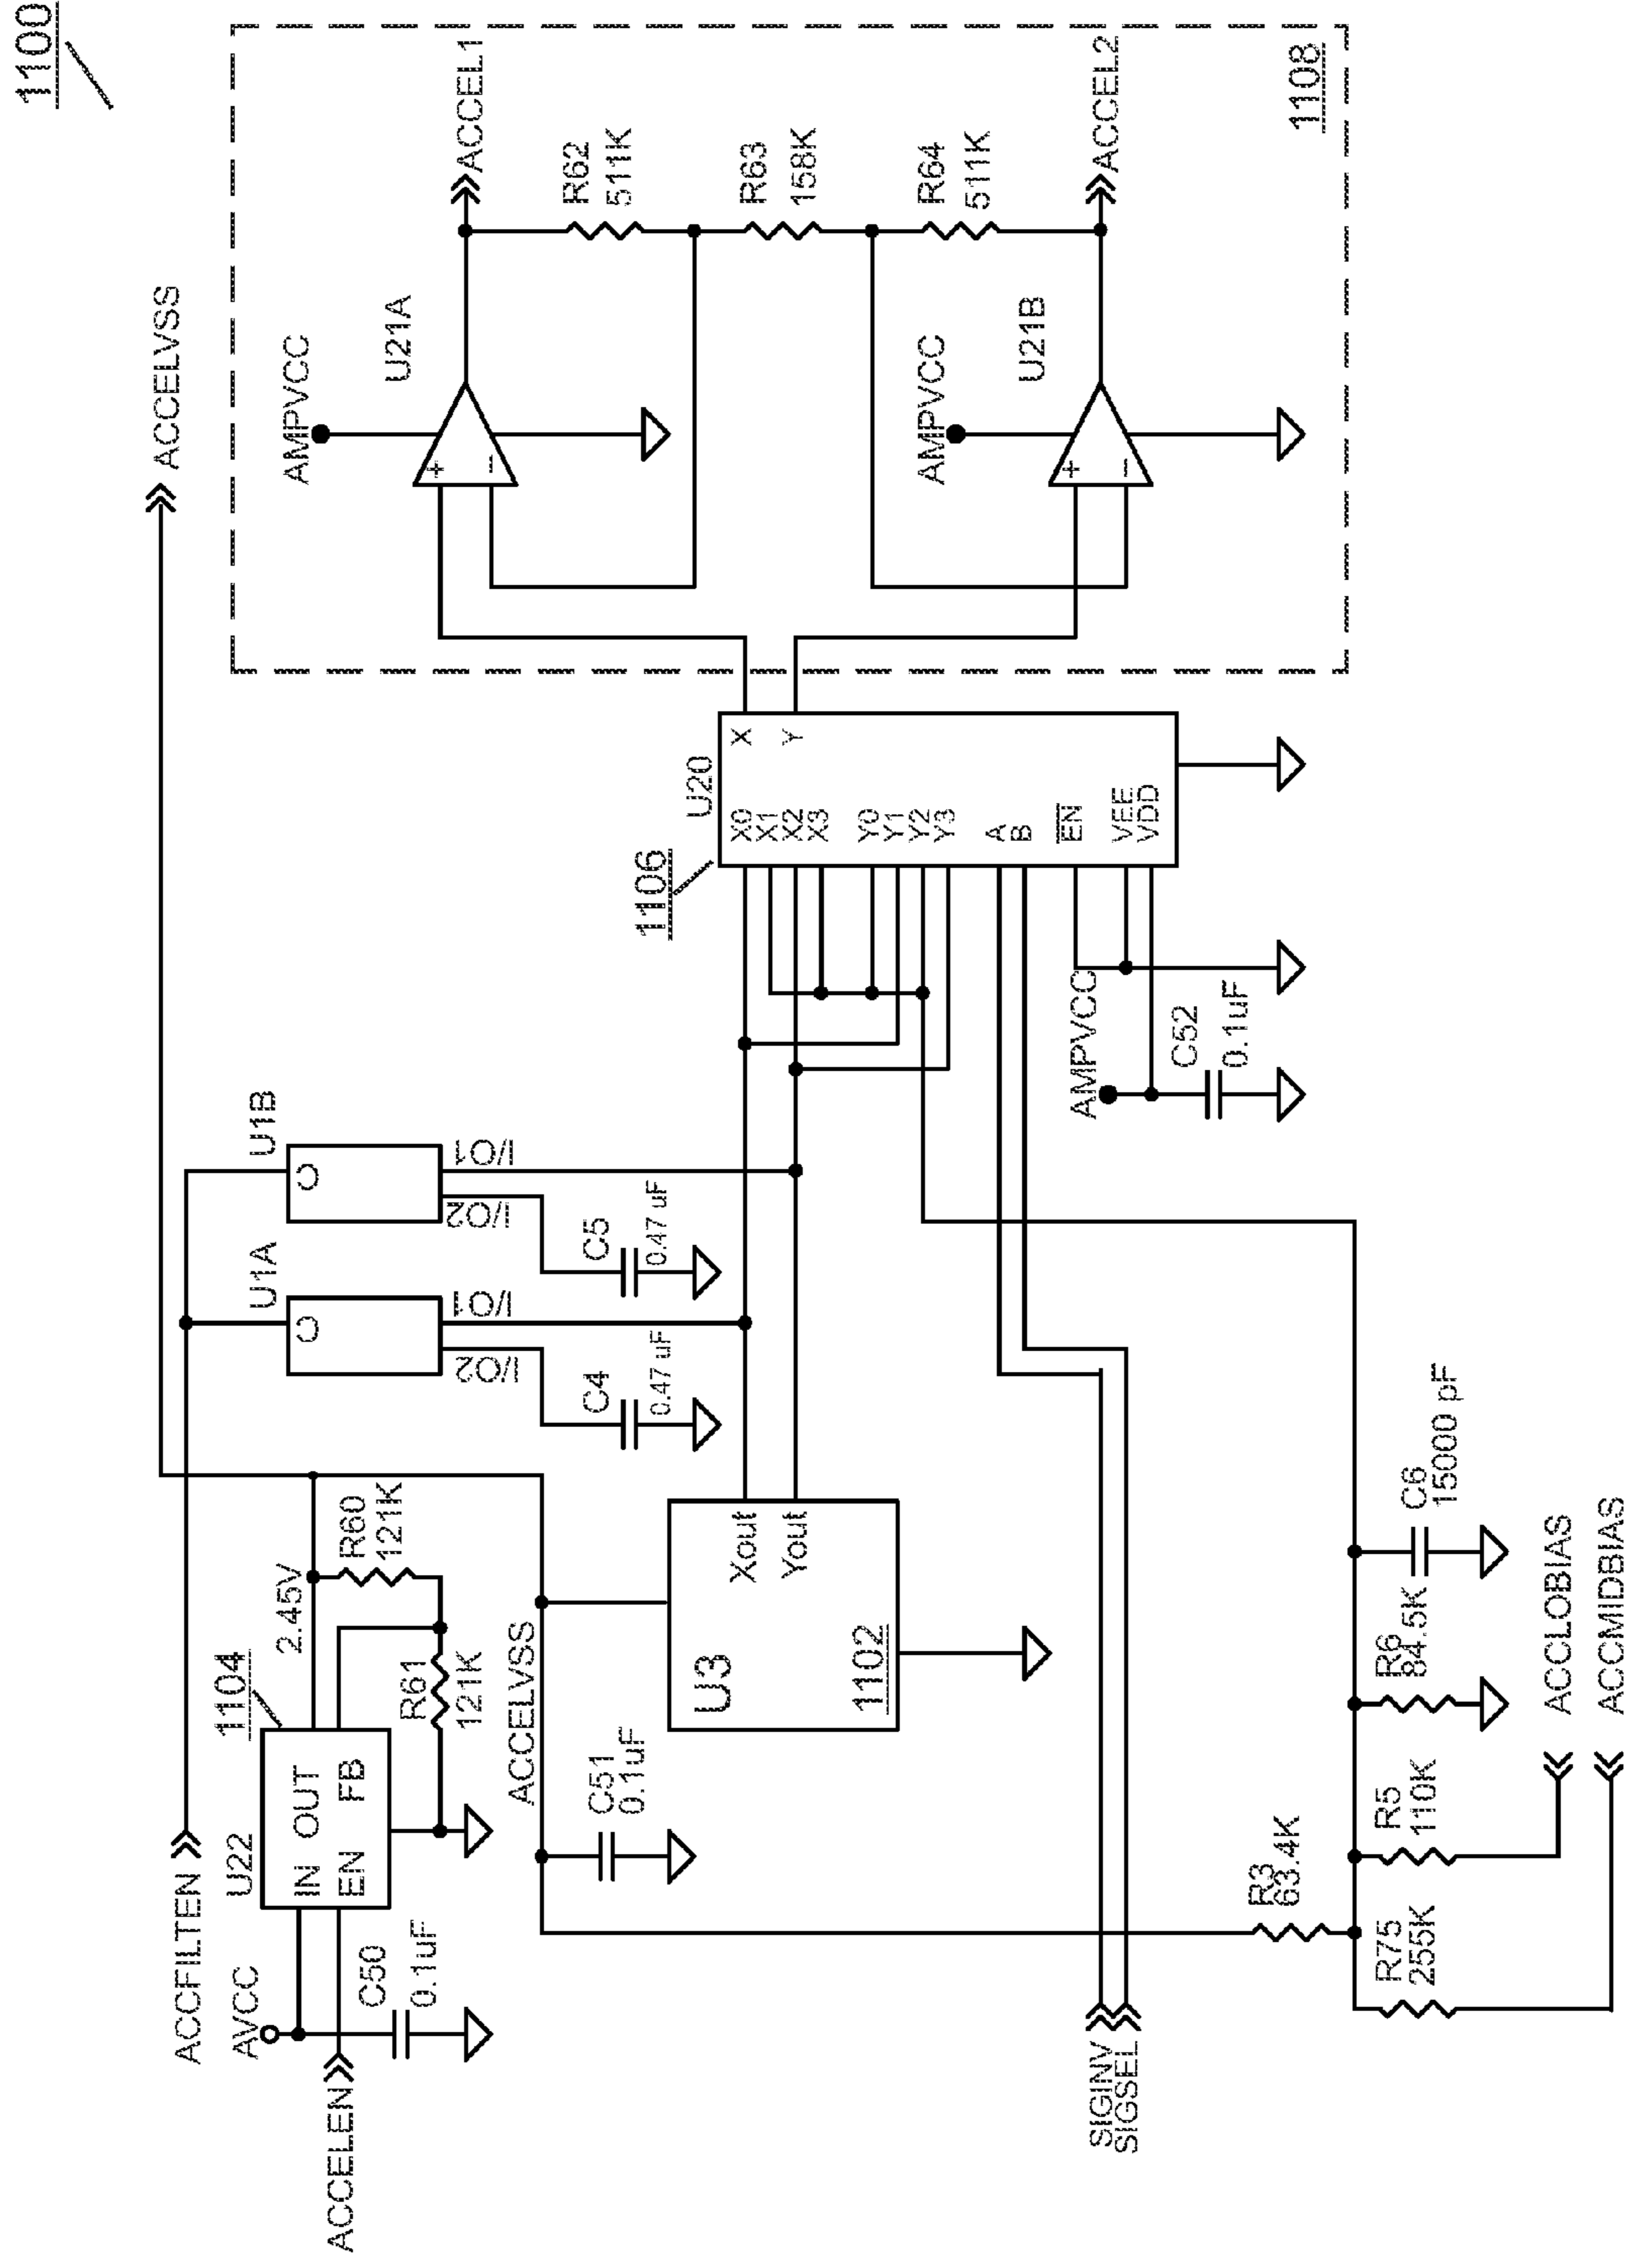 1100
ACCELVSS
ACCFILTEN
AVCC
ACCELEN
C50
0.1uF
U22
1104
IN
OUT
EN
FB
2.45V
R60
121K
R61
121K
ACCELVSS
C51
0.1uF
U3
1102
Xout
Yout
U1A
C
I/O1
I/O2
C4
0.47 uF
U1B
C
I/O1
I/O2
C5
0.47 uF
1106
U20
X0
X1
X2
X3
Y0
Y1
Y2
Y3
A
B
EN
VEE
VDD
X
Y
AMPVCC
C52
0.1uF
AMPVCC
U21A
+
−
ACCEL1
R62
511K
R63
158K
R64
511K
AMPVCC
U21B
+
−
ACCEL2
1108
SIGINV
SIGSEL
R3
63.4K
R75
255K
R5
110K
R6
84.5K
C6
15000 pF
ACCLOBIAS
ACCMIDBIAS